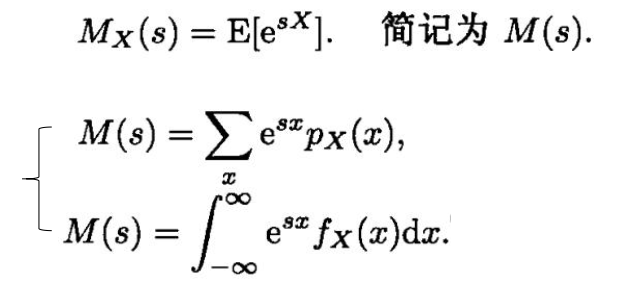 M_X(s) = E[e^{sX}]. 简记为 M(s).
M(s) = \sum_x e^{sx} p_X(x),
M(s) = \int_{-\infty}^{\infty} e^{sx} f_X(x) dx.